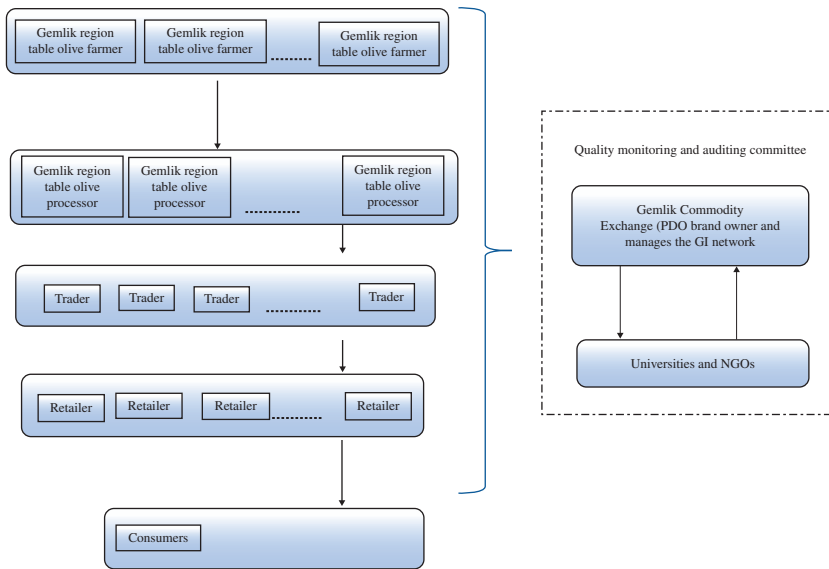 Gemlik region
table olive farmer
Gemlik region
table olive farmer
Gemlik region
table olive farmer
Gemlik region
table olive
processor
Gemlik region
table olive
processor
Gemlik region
table olive
processor
Trader
Trader
Trader
Trader
Retailer
Retailer
Retailer
Retailer
Consumers
Quality monitoring and auditing committee
Gemlik Commodity
Exchange (PDO brand owner and
manages the GI network
Universities and NGOs